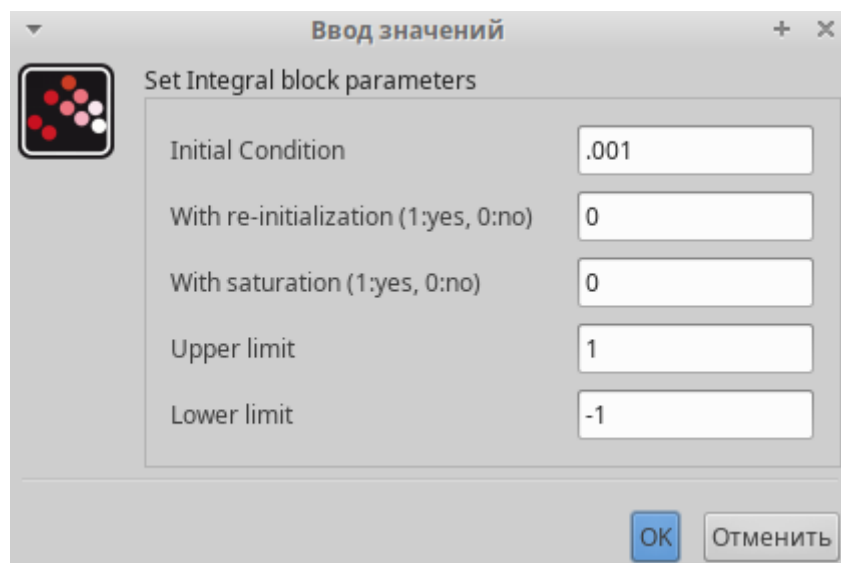 Ввод значений
Set Integral block parameters
Initial Condition .001
With re-initialization (1:yes, 0:no) 0
With saturation (1:yes, 0:no) 0
Upper limit 1
Lower limit -1
OK Отменить